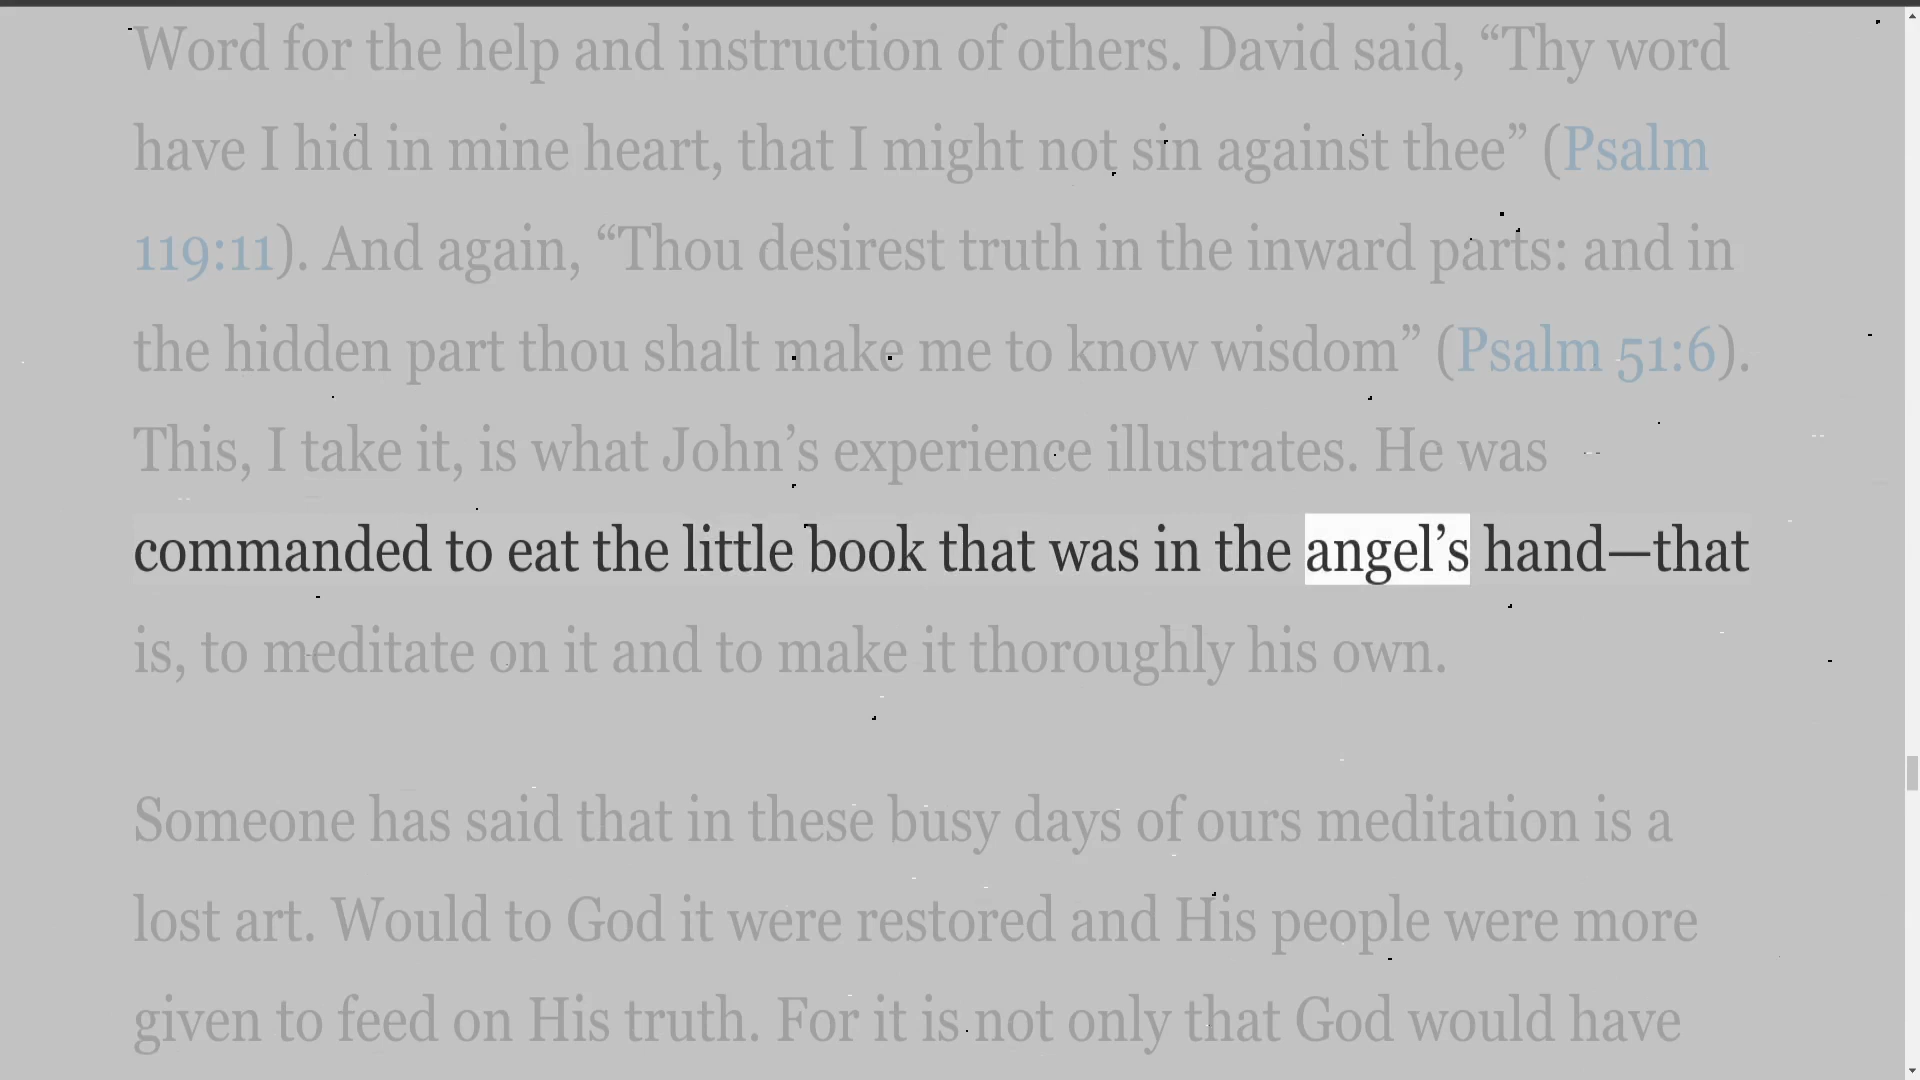 Word for the help and instruction of others. David said, “Thy word
have I hid in mine heart, that I might not sin against thee” (Psalm
119:11). And again, “Thou desirest truth in the inward parts: and in
the hidden part thou shalt make me to know wisdom” (Psalm 51:6).
This, I take it, is what John’s experience illustrates. He was
commanded to eat the little book that was in the angel’s hand—that
is, to meditate on it and to make it thoroughly his own.
Someone has said that in these busy days of ours meditation is a
lost art. Would to God it were restored and His people were more
given to feed on His truth. For it is not only that God would have